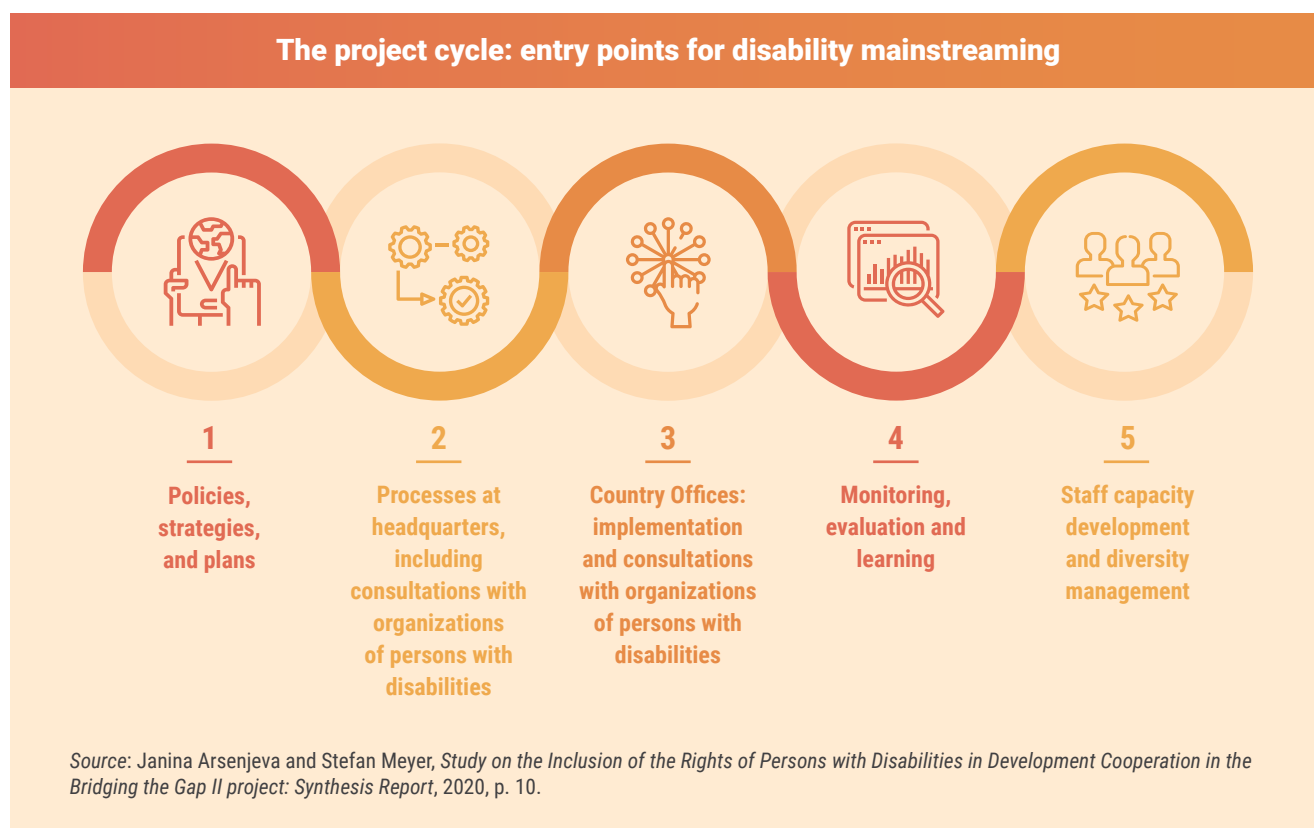 The project cycle: entry points for disability mainstreaming
1
Policies,
strategies,
and plans
2
Processes at
headquarters,
including
consultations with
organizations
of persons with
disabilities
3
Country Offices:
implementation
and consultations
with organizations
of persons with
disabilities
4
Monitoring,
evaluation and
learning
5
Staff capacity
development
and diversity
management
Source: Janina Arsenjeva and Stefan Meyer, Study on the Inclusion of the Rights of Persons with Disabilities in Development Cooperation in the
Bridging the Gap II project: Synthesis Report, 2020, p. 10.